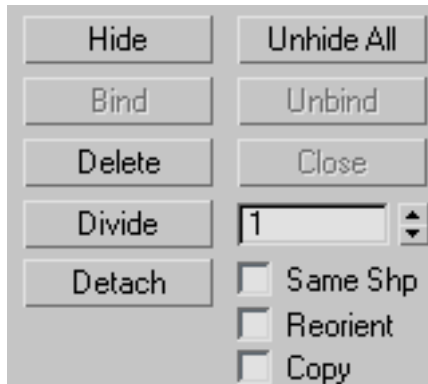 Hide Unhide All
Bind Unbind
Delete Close
Divide 1
Detach Same Shp
Reorient
Copy